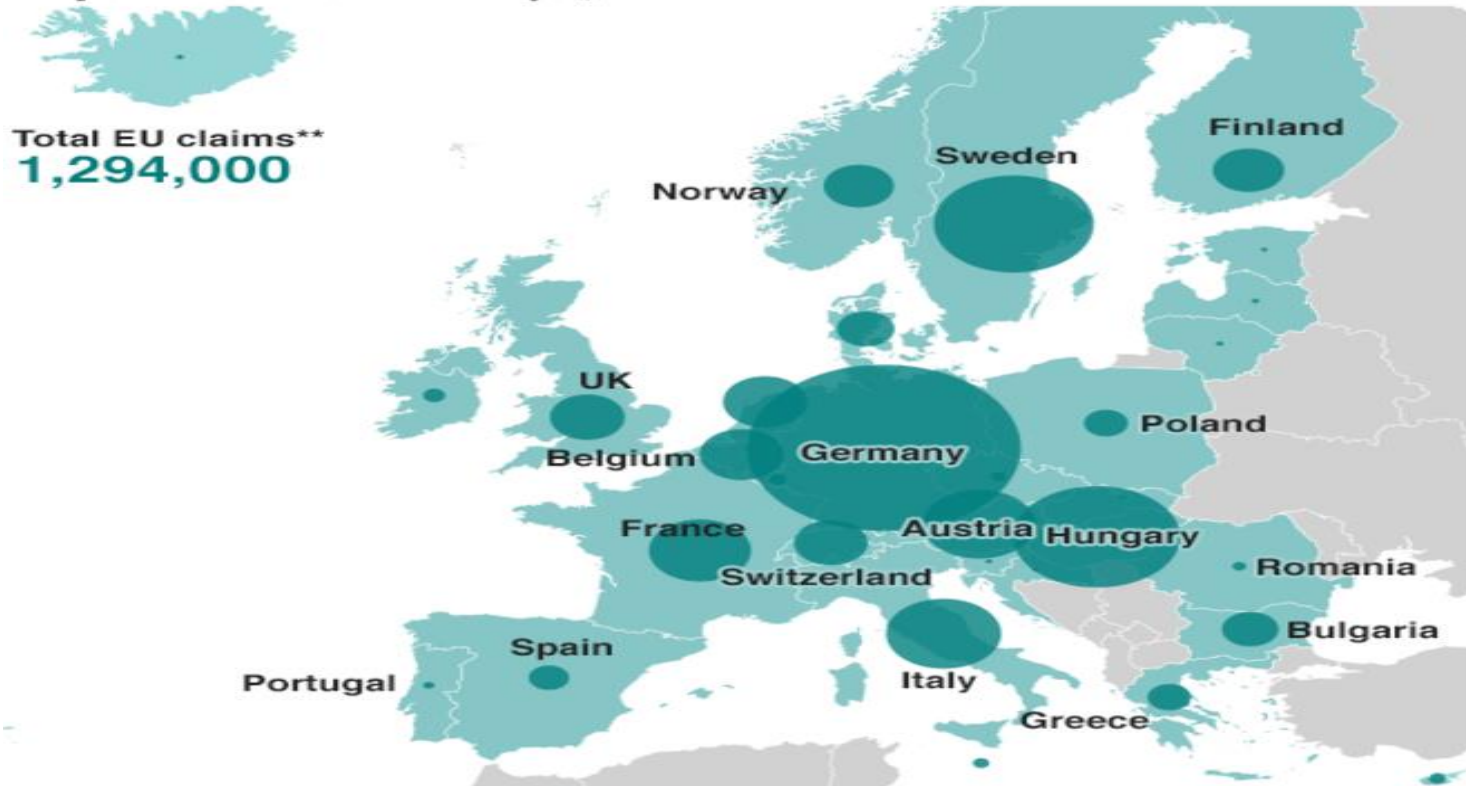 Total EU claims**
1,294,000
Finland
Sweden
Norway
UK
Poland
Belgium
Germany
France
Austria
Hungary
Switzerland
Romania
Bulgaria
Spain
Portugal
Italy
Greece